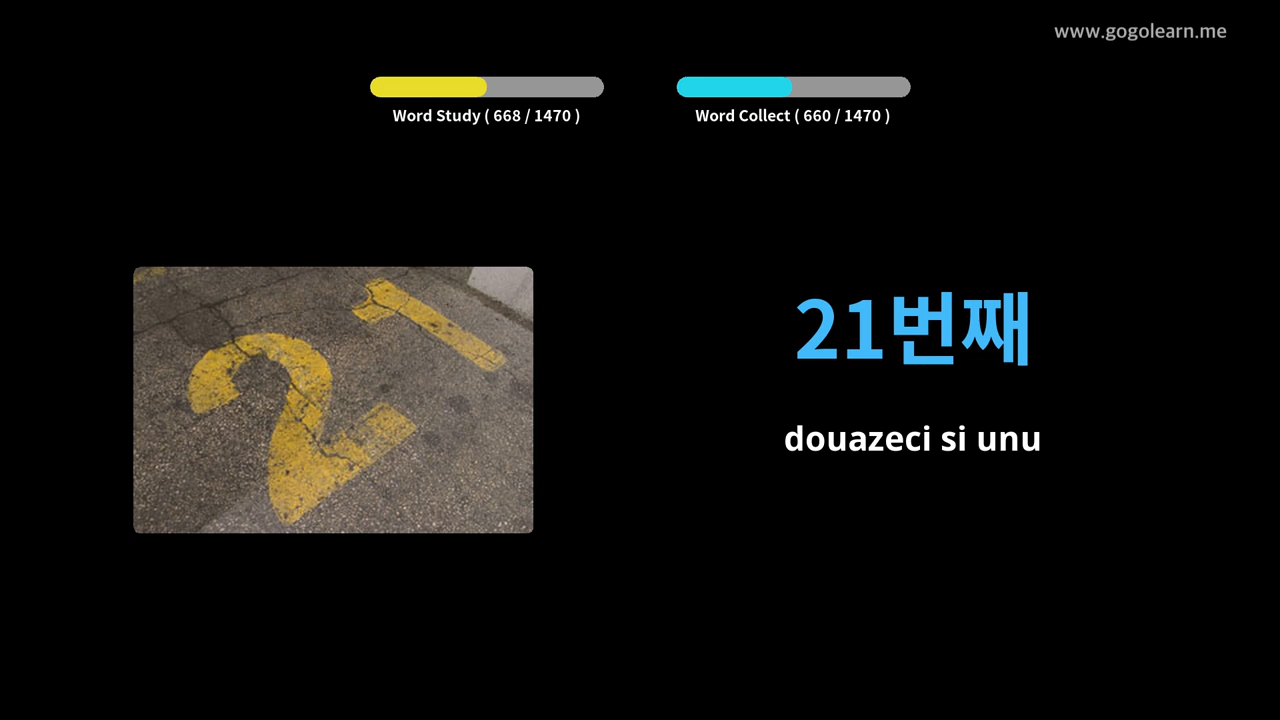 www.gogolearn.me
Word Study ( 668 / 1470 )
Word Collect ( 660 / 1470 )
21
21번째
douazeci si unu